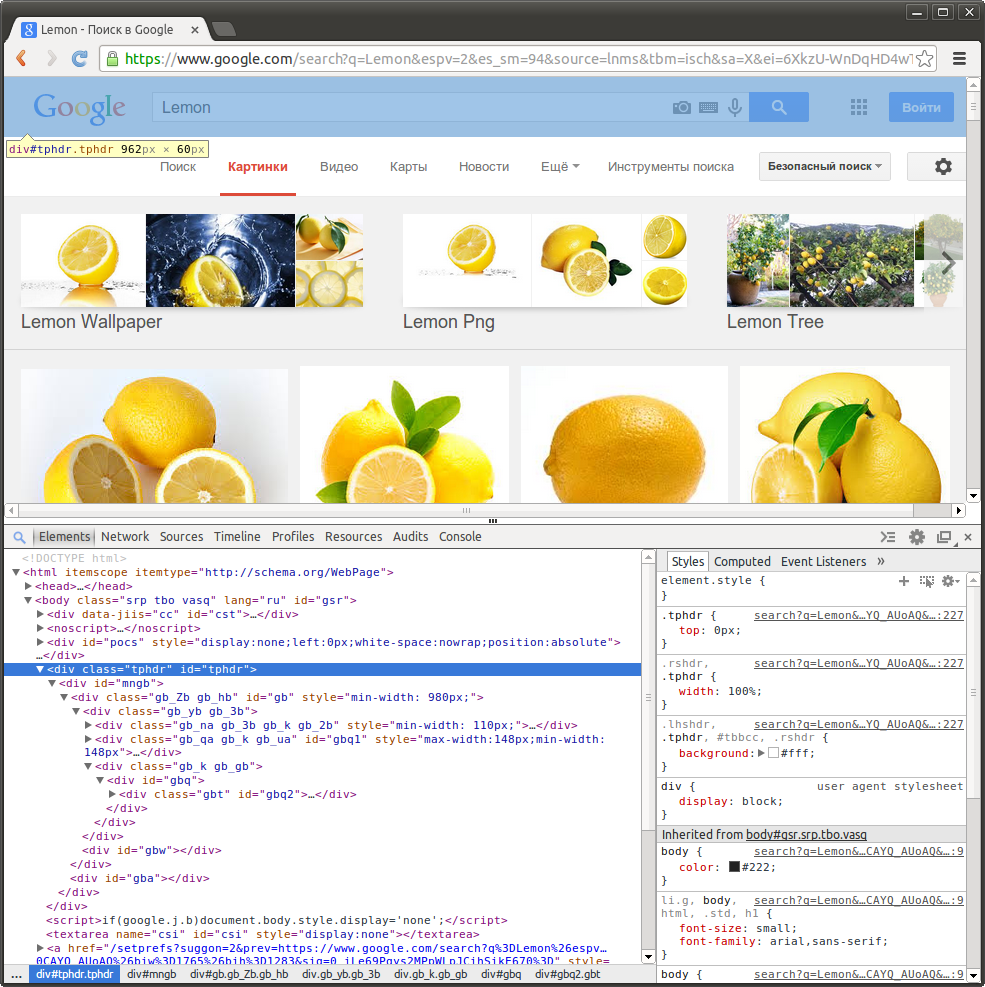 Lemon - Поиск в Google
https://www.google.com/search?q=Lemon&espv=2&es_sm=94&source=lnms&tbm=isch&sa=X&ei=6XkzU-WnDqHD4w
Google
Lemon
Войти
div#tphdr.tphdr 962px × 60px
Поиск Картинки Видео Карты Новости Ещё Инструменты поиска Безопасный поиск
Lemon Wallpaper Lemon Png Lemon Tree
Elements Network Sources Timeline Profiles Resources Audits Console
<!DOCTYPE html>
<html itemscope itemtype="http://schema.org/WebPage">
<head>…</head>
<body class="srp tbo vasq" lang="ru" id="gsr">
<div data-jiis="cc" id="cst">…</div>
<noscript>…</noscript>
<div id="pocs" style="display:none;left:0px;white-space:nowrap;position:absolute">
…</div>
<div class="tphdr" id="tphdr">
<div id="mngb">
<div class="gb_Zb gb_hb" id="gb" style="min-width: 980px;">
<div class="gb_yb gb_3b">
<div class="gb_na gb_3b gb_k gb_2b" style="min-width: 110px;">…</div>
<div class="gb_qa gb_k gb_ua" id="gbq1" style="max-width:148px;min-width:
148px">…</div>
<div class="gb_k gb_gb">
<div id="gbq">
<div class="gbt" id="gbq2">…</div>
</div>
</div>
</div>
<div id="gbw"></div>
</div>
<div id="gba"></div>
</div>
</div>
<script>if(google.j.b)document.body.style.display='none';</script>
<textarea name="csi" id="csi" style="display:none"></textarea>
<a href="/setprefs?suggon=2&prev=https://www.google.com/search?q%3DLemon%26espv…
… div#tphdr.tphdr div#mngb div#gb.gb_Zb.gb_hb div.gb_yb.gb_3b div.gb_k.gb_gb div#gbq div#gbq2.gbt
Styles Computed Event Listeners »
element.style {
}
.tphdr { search?q=Lemon&…YQ_AUoAQ&…:227
top: 0px;
}
.rshdr, search?q=Lemon&…YQ_AUoAQ&…:227
.tphdr {
width: 100%;
}
.lhshdr, search?q=Lemon&…YQ_AUoAQ&…:227
.tphdr, #tbbcc, .rshdr {
background: #fff;
}
div { user agent stylesheet
display: block;
}
Inherited from body#gsr.srp.tbo.vasq
body { search?q=Lemon&…CAYQ_AUoAQ&…:9
color: #222;
}
li.g, body, search?q=Lemon&…CAYQ_AUoAQ&…:9
html, .std, h1 {
font-size: small;
font-family: arial,sans-serif;
}
body { search?q=Lemon&…CAYQ_AUoAQ&…:9